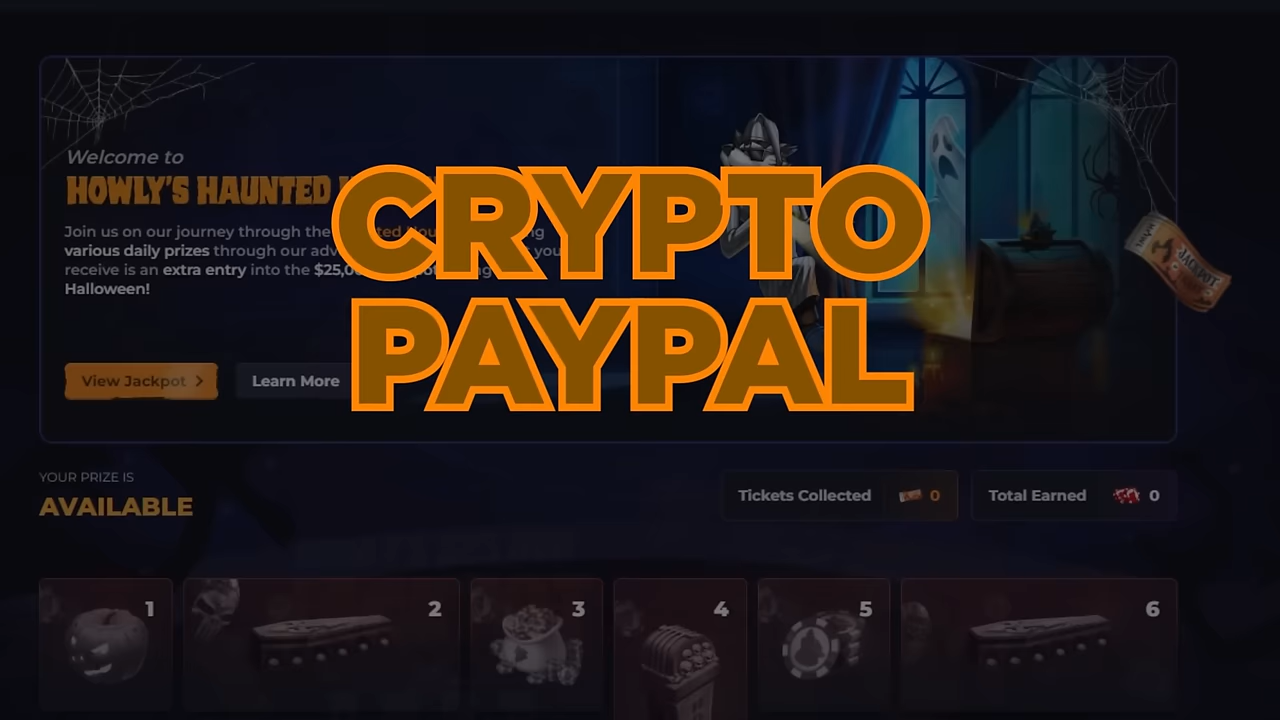 Welcome to
HOWLY'S HAUNTED
CRYPTO
PAYPAL
Join us on our journey through the
various daily prizes through our adv
receive is an extra entry into the $25,0
Halloween!
View Jackpot
Learn More
JACKPOT
YOUR PRIZE IS
AVAILABLE
Tickets Collected 0
Total Earned 0
1 2 3 4 5 6